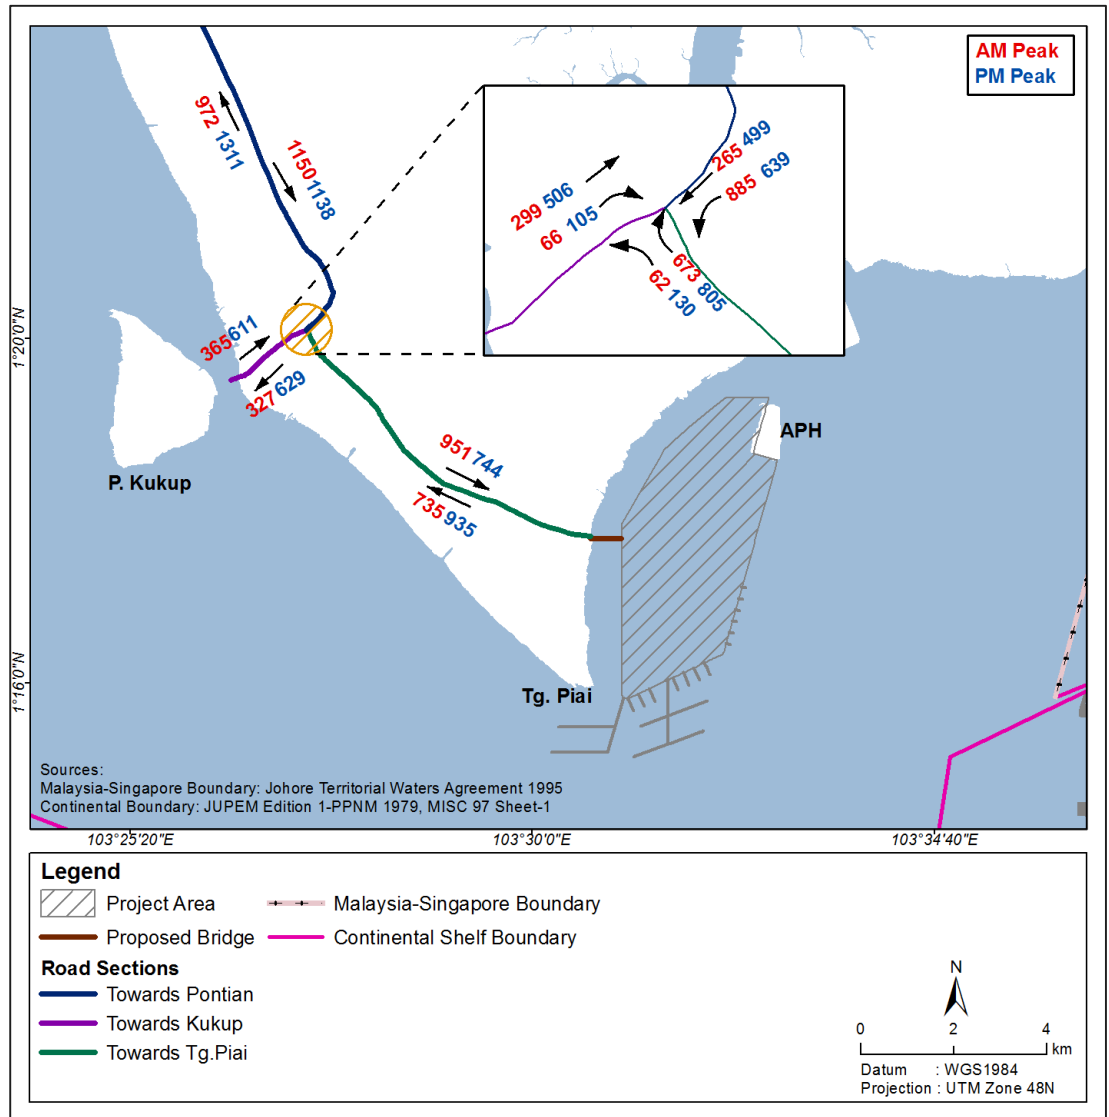 AM Peak
PM Peak
972 1311
1150 1138
265 499
885 639
299 506
66 105
673 805
62 130
1°20'0"N
365 611
327 629
951 744
735 935
APH
P. Kukup
1°16'0"N
Tg. Piai
Sources:
Malaysia-Singapore Boundary: Johore Territorial Waters Agreement 1995
Continental Boundary: JUPEM Edition 1-PPNM 1979, MISC 97 Sheet-1
103°25'20"E
103°30'0"E
103°34'40"E
Legend
Project Area
Malaysia-Singapore Boundary
Proposed Bridge
Continental Shelf Boundary
Road Sections
Towards Pontian
Towards Kukup
Towards Tg.Piai
N
0 2 4
km
Datum : WGS1984
Projection : UTM Zone 48N